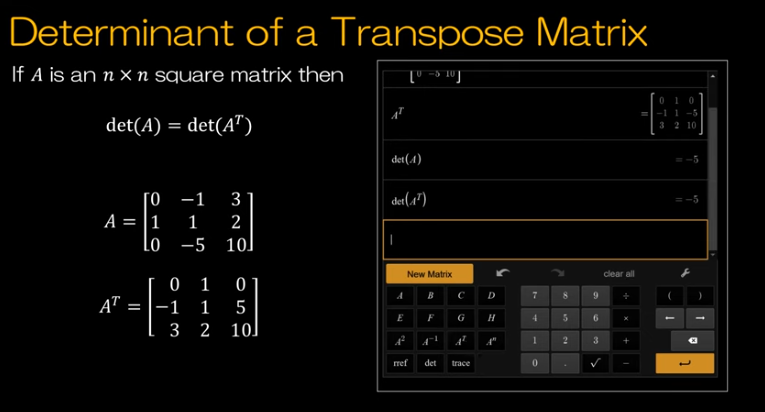 Determinant of a Transpose Matrix
If A is an n × n square matrix then
det(A) = det(A^T)
A = [0 −1 3
1 1 2
0 −5 10]
A^T = [0 1 0
−1 1 5
3 2 10]
[0 −5 10]
A^T = [0 1 0
−1 1 −5
3 2 10]
det(A) = −5
det(A^T) = −5
New Matrix clear all
A B C D 7 8 9 ÷ ( )
E F G H 4 5 6 × ← →
A² A⁻¹ A^T A^n 1 2 3 +
rref det trace 0 . √ −